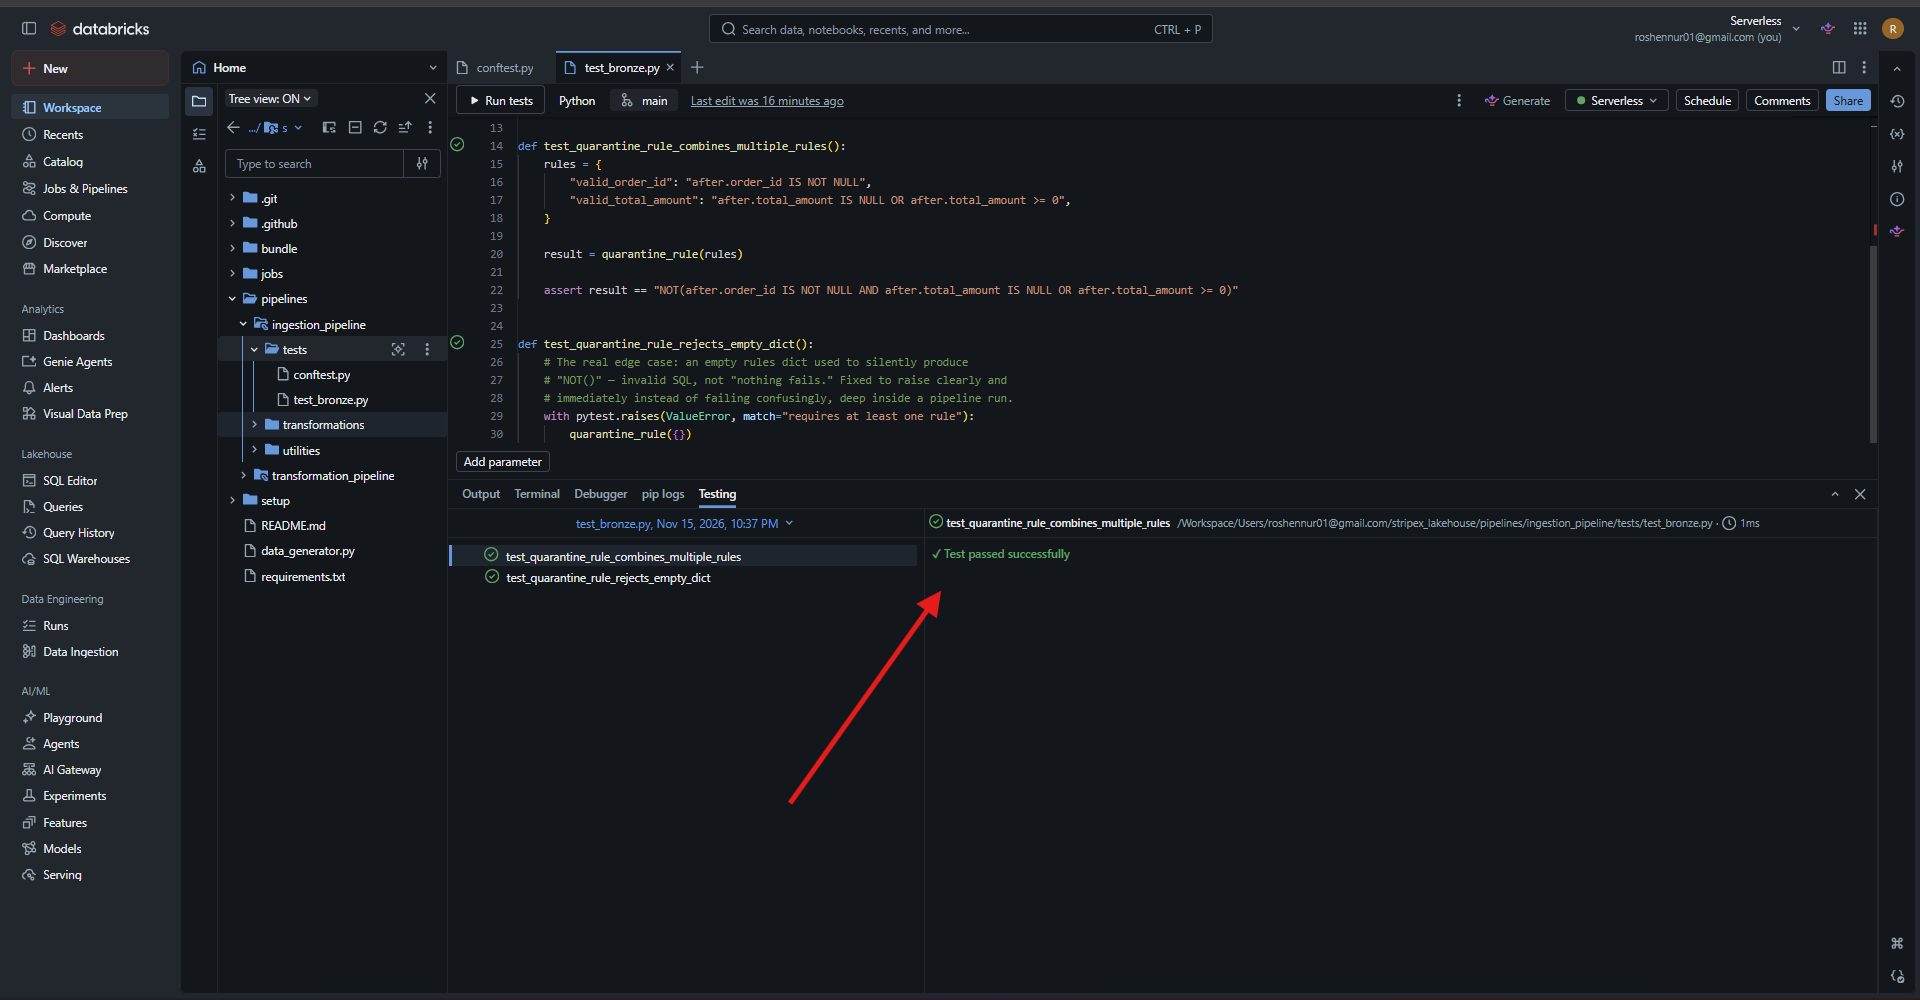 databricks
Search data, notebooks, recents, and more...
CTRL + P
Serverless
roshennur01@gmail.com (you)
R
New
Workspace
Recents
Catalog
Jobs & Pipelines
Compute
Discover
Marketplace
Analytics
Dashboards
Genie Agents
Alerts
Visual Data Prep
Lakehouse
SQL Editor
Queries
Query History
SQL Warehouses
Data Engineering
Runs
Data Ingestion
AI/ML
Playground
Agents
AI Gateway
Experiments
Features
Models
Serving
Home
Tree view: ON
.../ s
Type to search
.git
.github
bundle
jobs
pipelines
ingestion_pipeline
tests
conftest.py
test_bronze.py
transformations
utilities
transformation_pipeline
setup
README.md
data_generator.py
requirements.txt
conftest.py
test_bronze.py
Run tests
Python
main
Last edit was 16 minutes ago
Generate
Serverless
Schedule
Comments
Share
13
14 def test_quarantine_rule_combines_multiple_rules():
15 rules = {
16 "valid_order_id": "after.order_id IS NOT NULL",
17 "valid_total_amount": "after.total_amount IS NULL OR after.total_amount >= 0",
18 }
19
20 result = quarantine_rule(rules)
21
22 assert result == "NOT(after.order_id IS NOT NULL AND after.total_amount IS NULL OR after.total_amount >= 0)"
23
24
25 def test_quarantine_rule_rejects_empty_dict():
26 # The real edge case: an empty rules dict used to silently produce
27 # "NOT()" — invalid SQL, not "nothing fails." Fixed to raise clearly and
28 # immediately instead of failing confusingly, deep inside a pipeline run.
29 with pytest.raises(ValueError, match="requires at least one rule"):
30 quarantine_rule({})
Add parameter
Output
Terminal
Debugger
pip logs
Testing
test_bronze.py, Nov 15, 2026, 10:37 PM
test_quarantine_rule_combines_multiple_rules
test_quarantine_rule_rejects_empty_dict
test_quarantine_rule_combines_multiple_rules /Workspace/Users/roshennur01@gmail.com/stripex_lakehouse/pipelines/ingestion_pipeline/tests/test_bronze.py · 1ms
✓ Test passed successfully